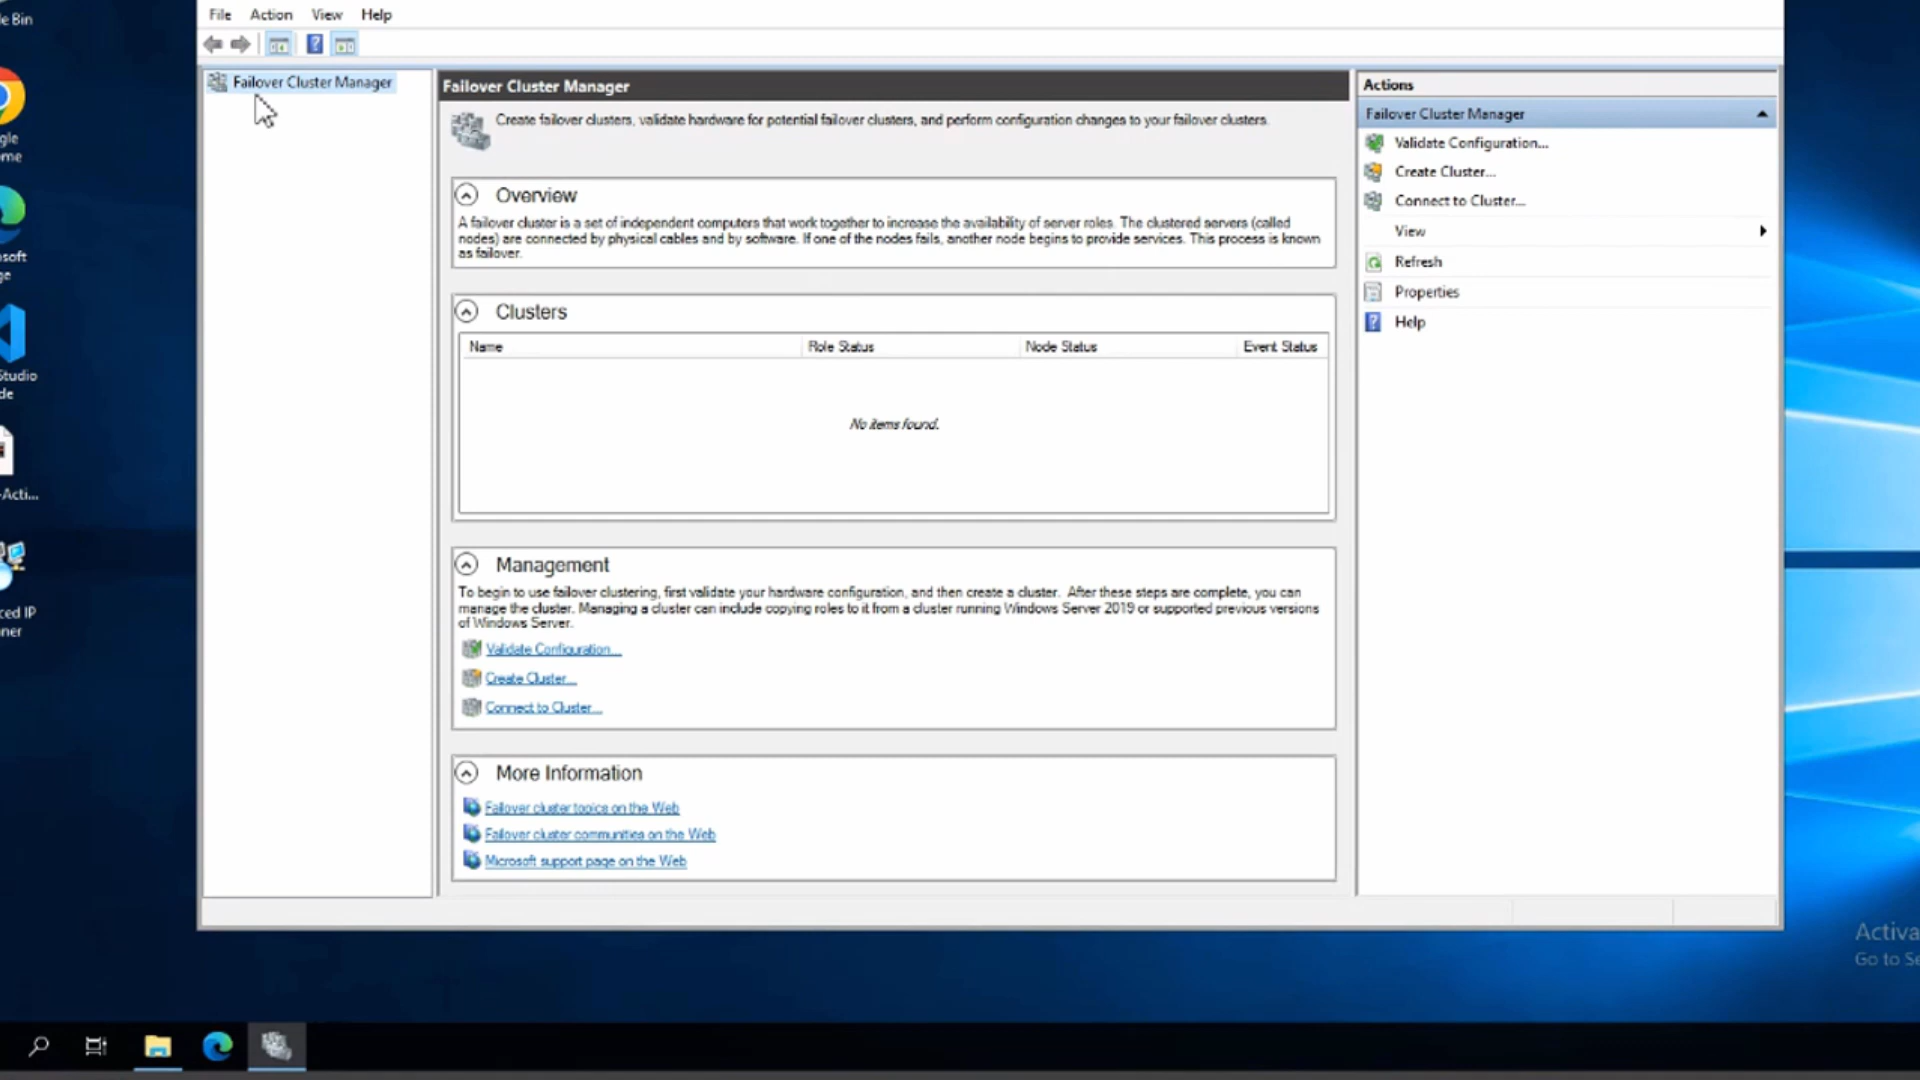 File Action View Help
Failover Cluster Manager
Failover Cluster Manager
Create failover clusters, validate hardware for potential failover clusters, and perform configuration changes to your failover clusters.
Overview
A failover cluster is a set of independent computers that work together to increase the availability of server roles. The clustered servers (called
nodes) are connected by physical cables and by software. If one of the nodes fails, another node begins to provide services. This process is known
as failover.
Clusters
Name Role Status Node Status Event Status
No items found.
Management
To begin to use failover clustering, first validate your hardware configuration, and then create a cluster. After these steps are complete, you can
manage the cluster. Managing a cluster can include copying roles to it from a cluster running Windows Server 2019 or supported previous versions
of Windows Server.
Validate Configuration...
Create Cluster...
Connect to Cluster...
More Information
Failover cluster topics on the Web
Failover cluster communities on the Web
Microsoft support page on the Web
Actions
Failover Cluster Manager
Validate Configuration...
Create Cluster...
Connect to Cluster...
View
Refresh
Properties
Help
le Bin
gle
me
soft
ge
Studio
de
-Acti...
ced IP
ner
Activa
Go to Se